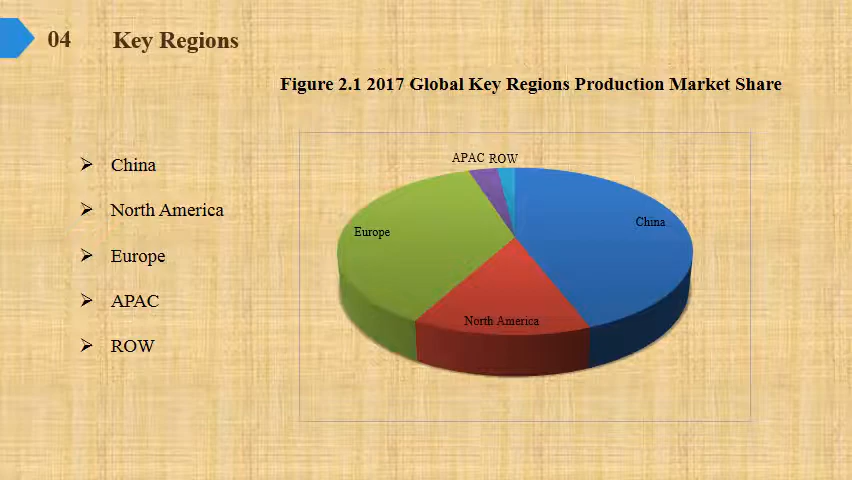 04 Key Regions
Figure 2.1 2017 Global Key Regions Production Market Share
China
North America
Europe
APAC
ROW
APAC ROW
China
Europe
North America